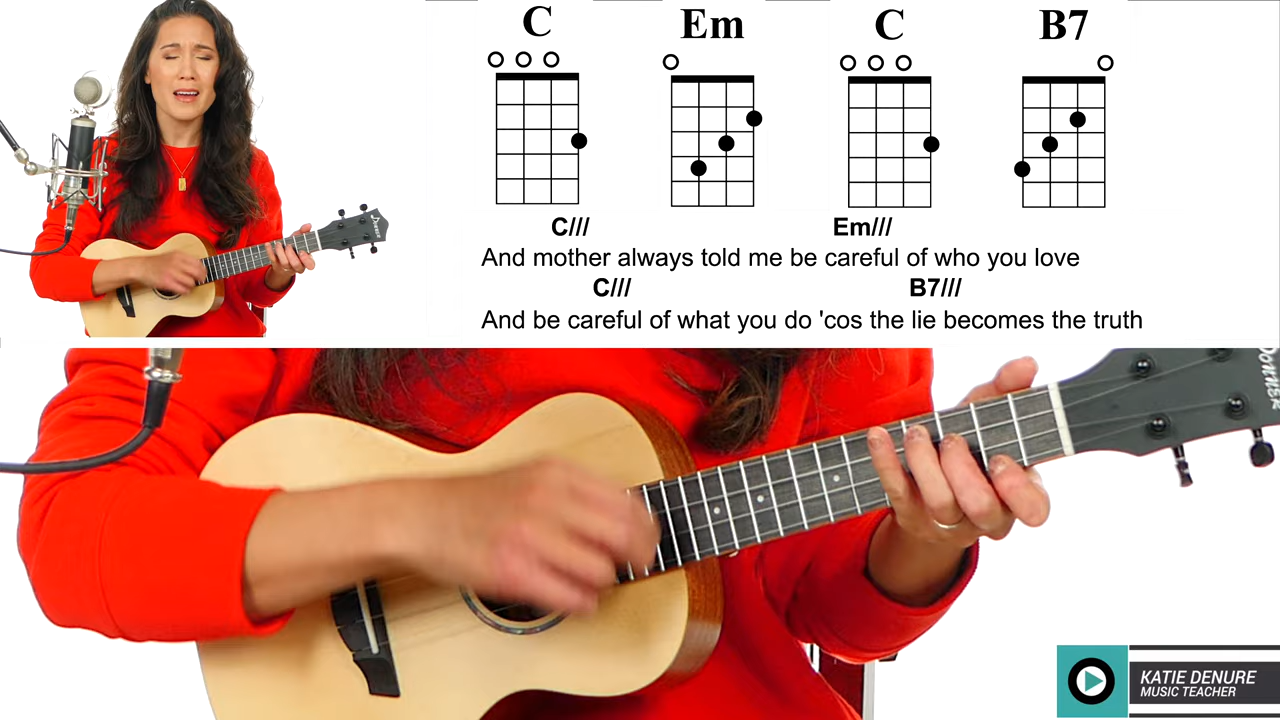 C Em C B7
C/// Em///
And mother always told me be careful of who you love
C/// B7///
And be careful of what you do 'cos the lie becomes the truth
DONNER
KATIE DENURE
MUSIC TEACHER